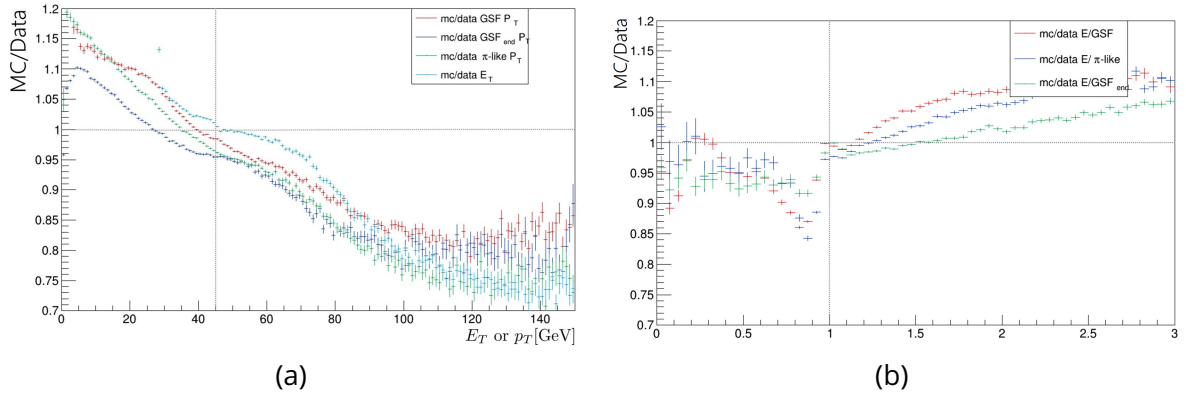 MC/Data
1.2
1.15
1.1
1.05
1
0.95
0.9
0.85
0.8
0.75
0.7
mc/data GSF P_T
mc/data GSF_end P_T
mc/data π-like P_T
mc/data E_T
0 20 40 60 80 100 120 140
E_T or p_T[GeV]
(a)
MC/Data
1.2
1.15
1.1
1.05
1
0.95
0.9
0.85
0.8
0.75
0.7
mc/data E/GSF
mc/data E/ π-like
mc/data E/GSF_end
0 0.5 1 1.5 2 2.5 3
(b)